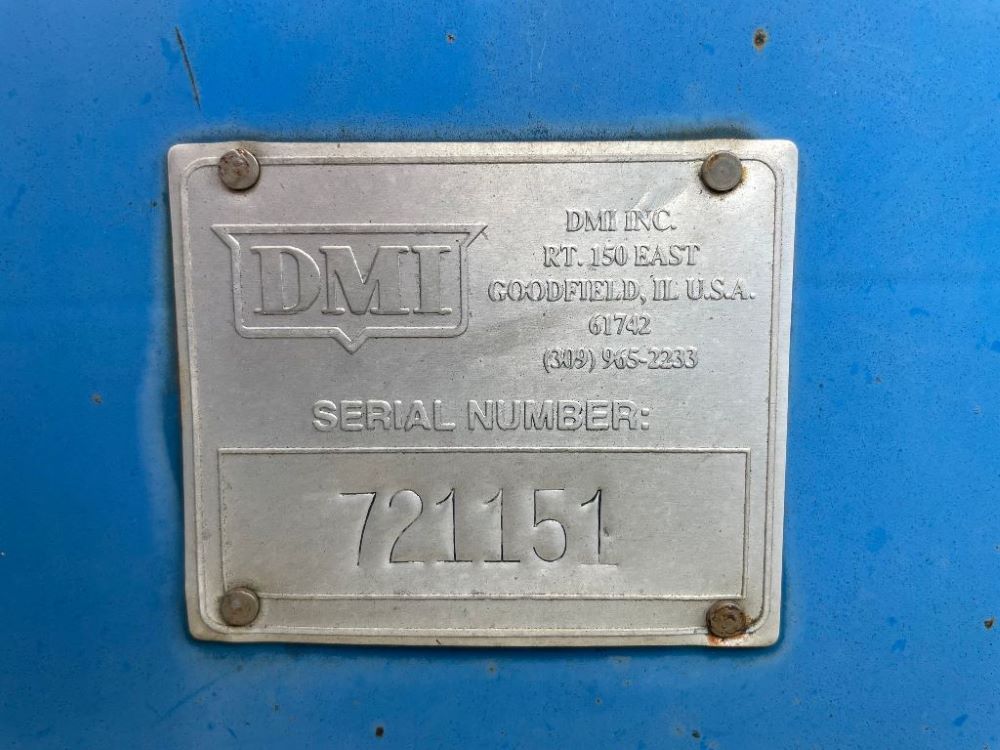 DMI
DMI INC.
RT. 150 EAST
GOODFIELD, IL U.S.A.
61742
(309) 965-2233
SERIAL NUMBER:
721151